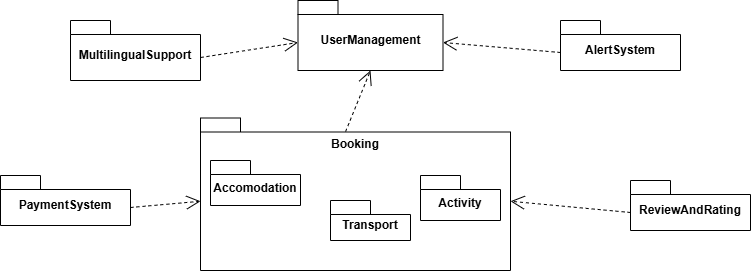 UserManagement
MultilingualSupport
AlertSystem
Booking
Accomodation
Activity
PaymentSystem
ReviewAndRating
Transport